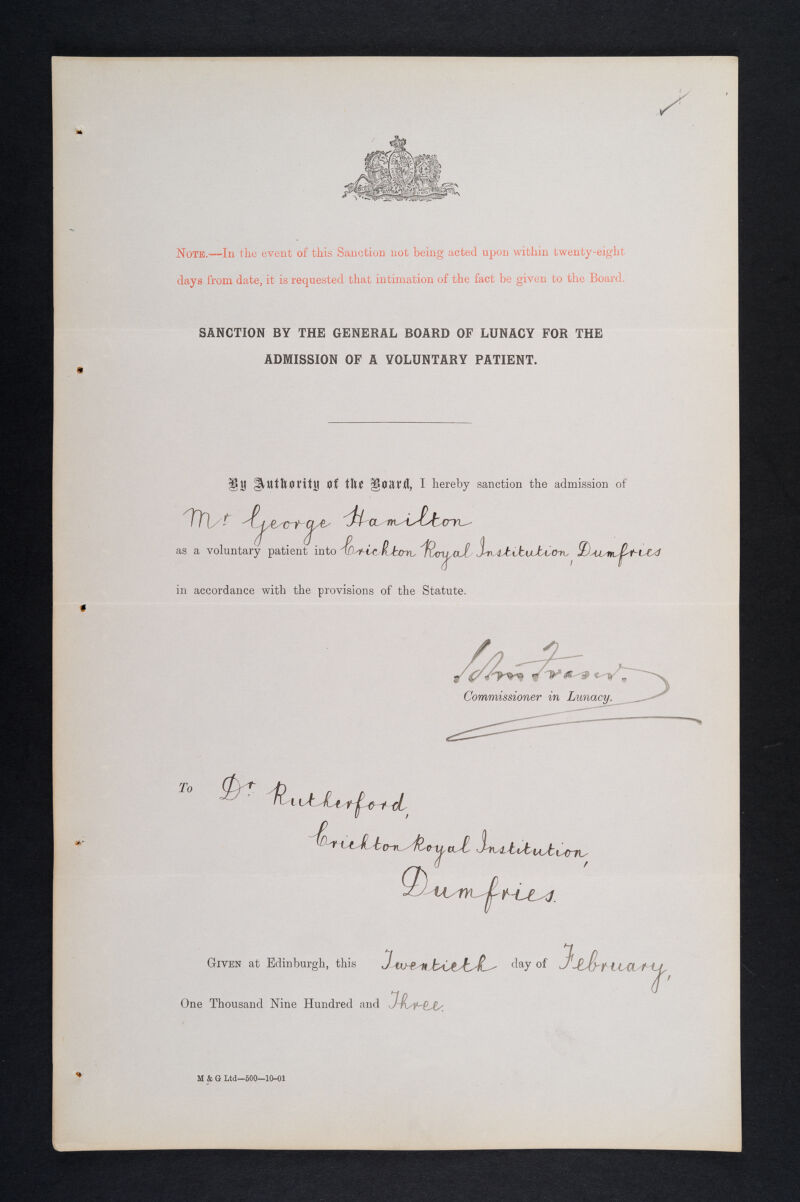 NOTE.—In the event of this Sanction not being acted upon within twenty-eight
days from date, it is requested that intimation of the fact be given to the Board.
SANCTION BY THE GENERAL BOARD OF LUNACY FOR THE
ADMISSION OF A VOLUNTARY PATIENT.
By Authority of the Board, I hereby sanction the admission of
Mr George Hamilton
as a voluntary patient into Crichton Royal Institution, Dumfries
in accordance with the provisions of the Statute.
John Fraser.
Commissioner in Lunacy.
To Dr. Rutherford,
Crichton Royal Institution,
Dumfries.
GIVEN at Edinburgh, this Twentieth day of February,
One Thousand Nine Hundred and Three.
M & G Ltd—500—10-01